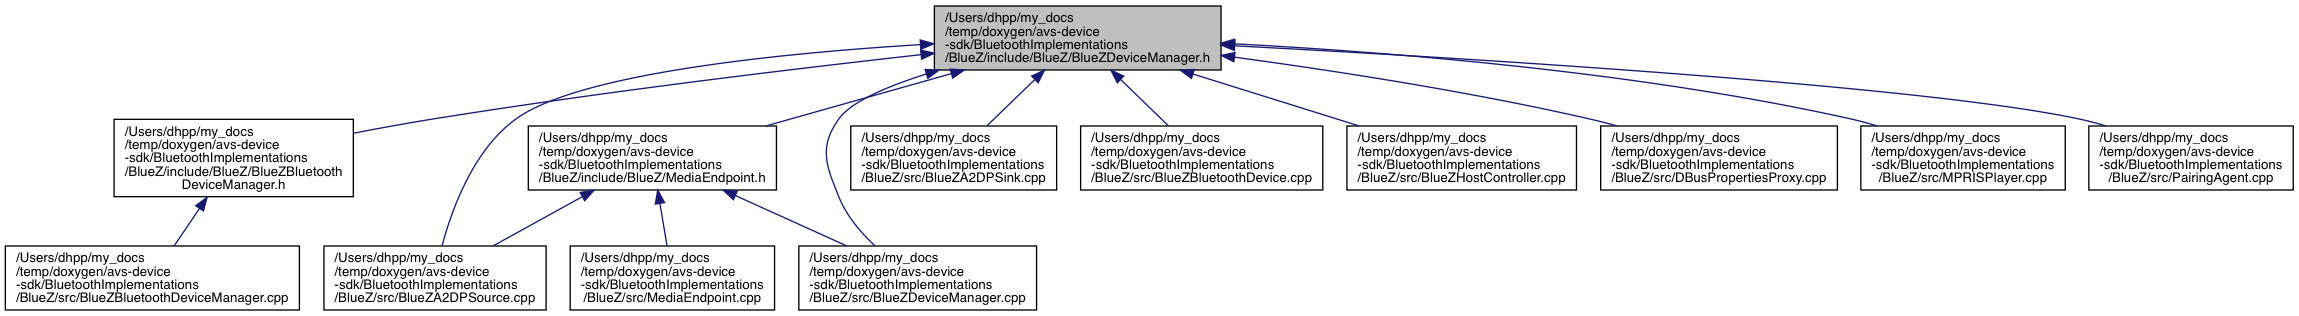 /Users/dhpp/my_docs
/temp/doxygen/avs-device
-sdk/BluetoothImplementations
/BlueZ/include/BlueZ/BlueZDeviceManager.h
/Users/dhpp/my_docs
/temp/doxygen/avs-device
-sdk/BluetoothImplementations
/BlueZ/include/BlueZ/BlueZBluetooth
DeviceManager.h
/Users/dhpp/my_docs
/temp/doxygen/avs-device
-sdk/BluetoothImplementations
/BlueZ/include/BlueZ/MediaEndpoint.h
/Users/dhpp/my_docs
/temp/doxygen/avs-device
-sdk/BluetoothImplementations
/BlueZ/src/BlueZA2DPSink.cpp
/Users/dhpp/my_docs
/temp/doxygen/avs-device
-sdk/BluetoothImplementations
/BlueZ/src/BlueZBluetoothDevice.cpp
/Users/dhpp/my_docs
/temp/doxygen/avs-device
-sdk/BluetoothImplementations
/BlueZ/src/BlueZHostController.cpp
/Users/dhpp/my_docs
/temp/doxygen/avs-device
-sdk/BluetoothImplementations
/BlueZ/src/DBusPropertiesProxy.cpp
/Users/dhpp/my_docs
/temp/doxygen/avs-device
-sdk/BluetoothImplementations
/BlueZ/src/MPRISPlayer.cpp
/Users/dhpp/my_docs
/temp/doxygen/avs-device
-sdk/BluetoothImplementations
/BlueZ/src/PairingAgent.cpp
/Users/dhpp/my_docs
/temp/doxygen/avs-device
-sdk/BluetoothImplementations
/BlueZ/src/BlueZBluetoothDeviceManager.cpp
/Users/dhpp/my_docs
/temp/doxygen/avs-device
-sdk/BluetoothImplementations
/BlueZ/src/BlueZA2DPSource.cpp
/Users/dhpp/my_docs
/temp/doxygen/avs-device
-sdk/BluetoothImplementations
/BlueZ/src/MediaEndpoint.cpp
/Users/dhpp/my_docs
/temp/doxygen/avs-device
-sdk/BluetoothImplementations
/BlueZ/src/BlueZDeviceManager.cpp